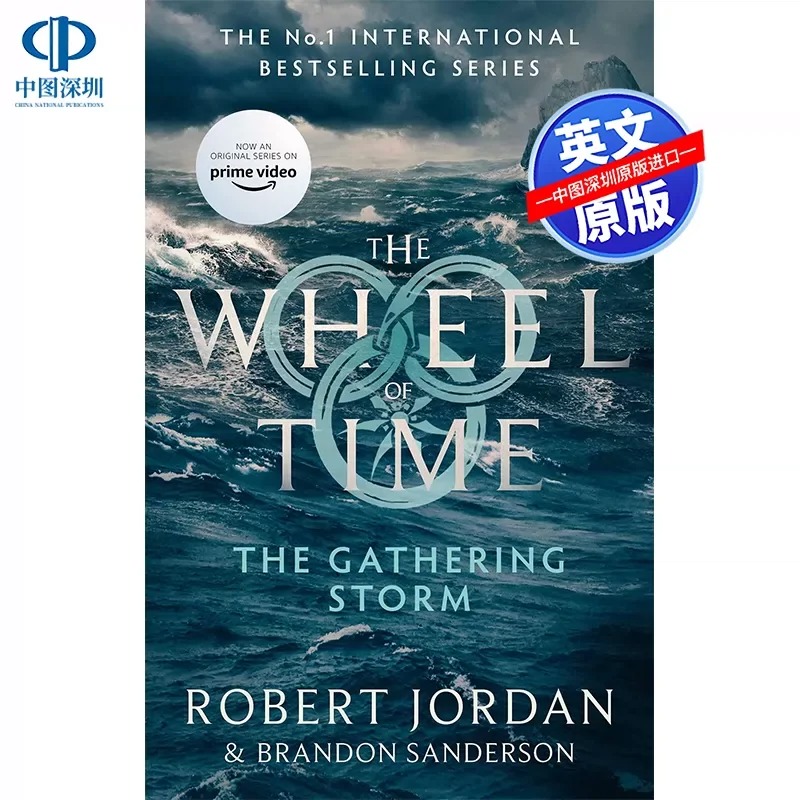 中图深圳
CHINA NATIONAL PUBLICATIONS
THE No.1 INTERNATIONAL
BESTSELLING SERIES
NOW AN
ORIGINAL SERIES ON
prime video
英文
一中图深圳原版进口一
原版
THE
WHEEL
OF
TIME
THE GATHERING
STORM
ROBERT JORDAN
& BRANDON SANDERSON